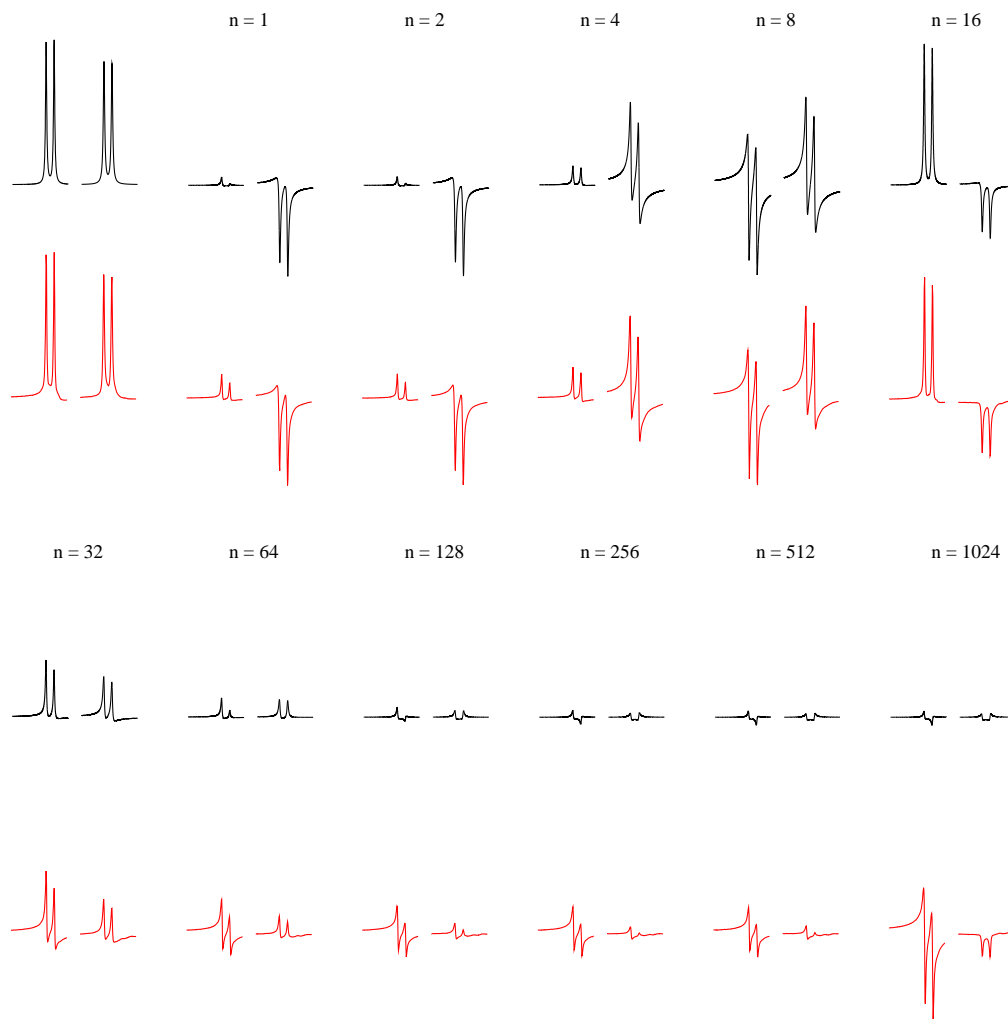 n = 1 n = 2 n = 4 n = 8 n = 16
n = 32 n = 64 n = 128 n = 256 n = 512 n = 1024